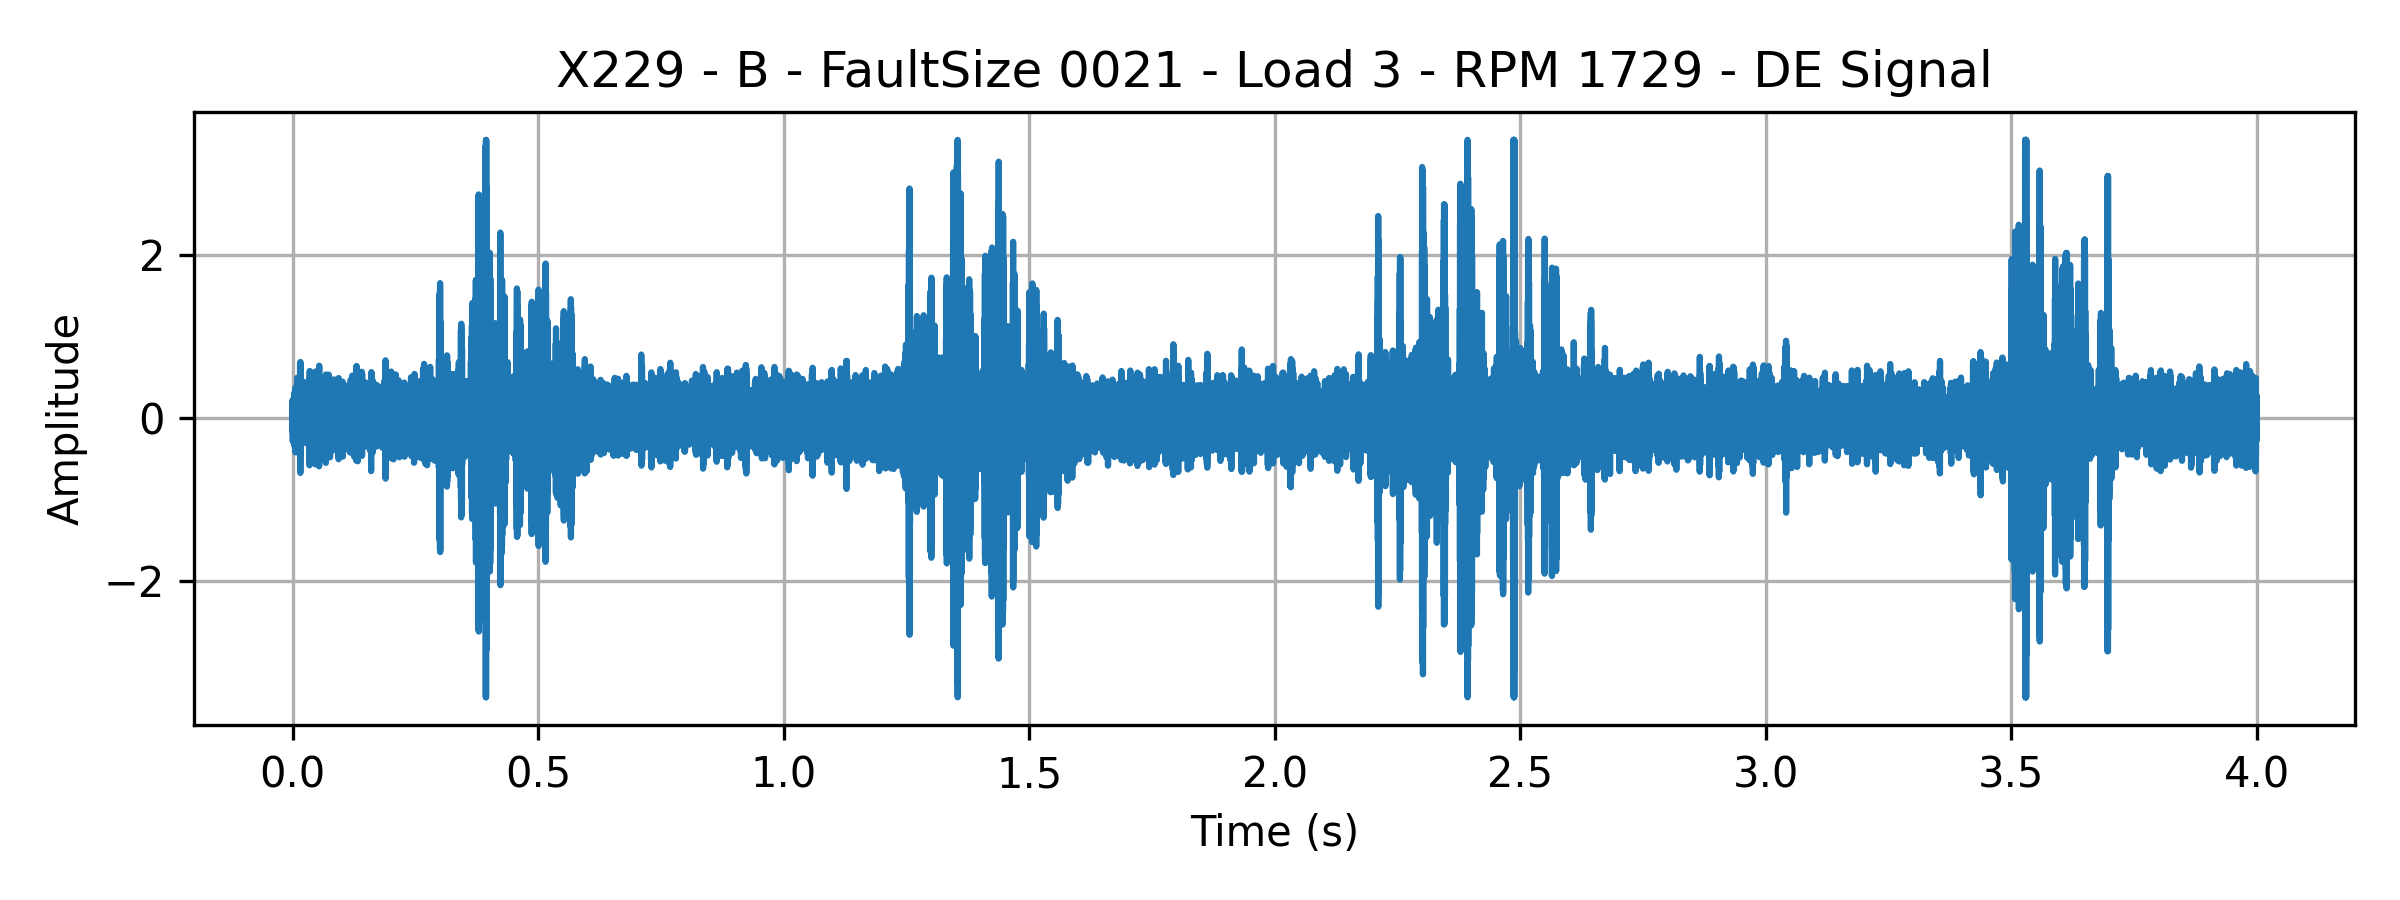 X229 - B - FaultSize 0021 - Load 3 - RPM 1729 - DE Signal
Amplitude
2
0
−2
0.0 0.5 1.0 1.5 2.0 2.5 3.0 3.5 4.0
Time (s)